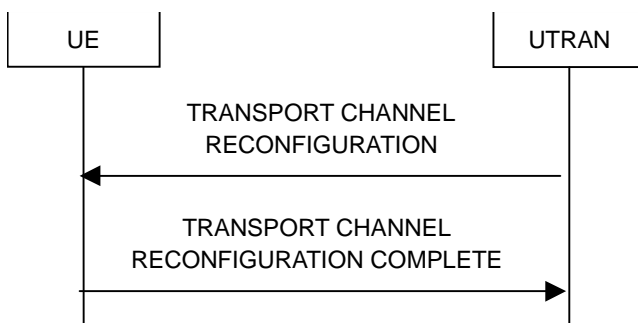 UE
UTRAN
TRANSPORT CHANNEL
RECONFIGURATION
TRANSPORT CHANNEL
RECONFIGURATION COMPLETE